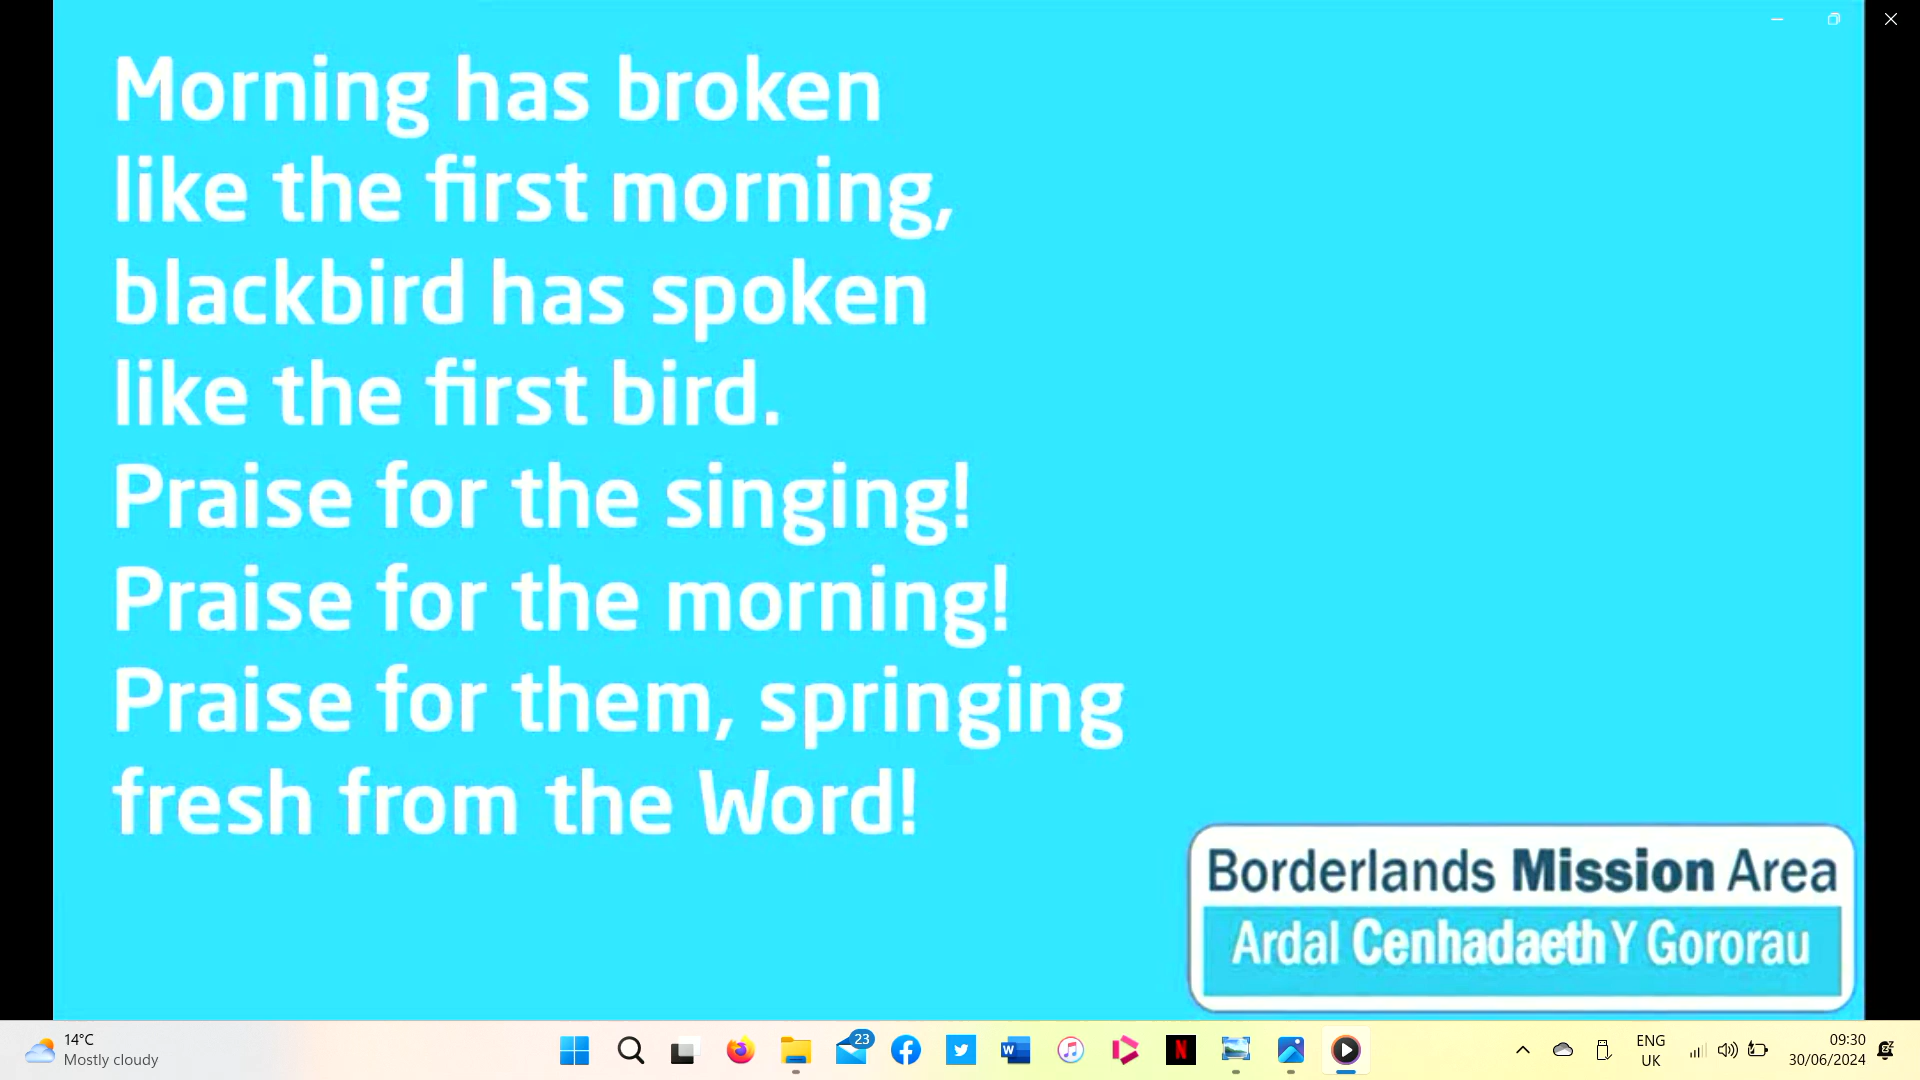 Morning has broken
like the first morning,
blackbird has spoken
like the first bird.
Praise for the singing!
Praise for the morning!
Praise for them, springing
fresh from the Word!
Borderlands Mission Area
Ardal Cenhadaeth Y Gororau
14°C
Mostly cloudy
23
W
N
ENG
UK
09:30
30/06/2024